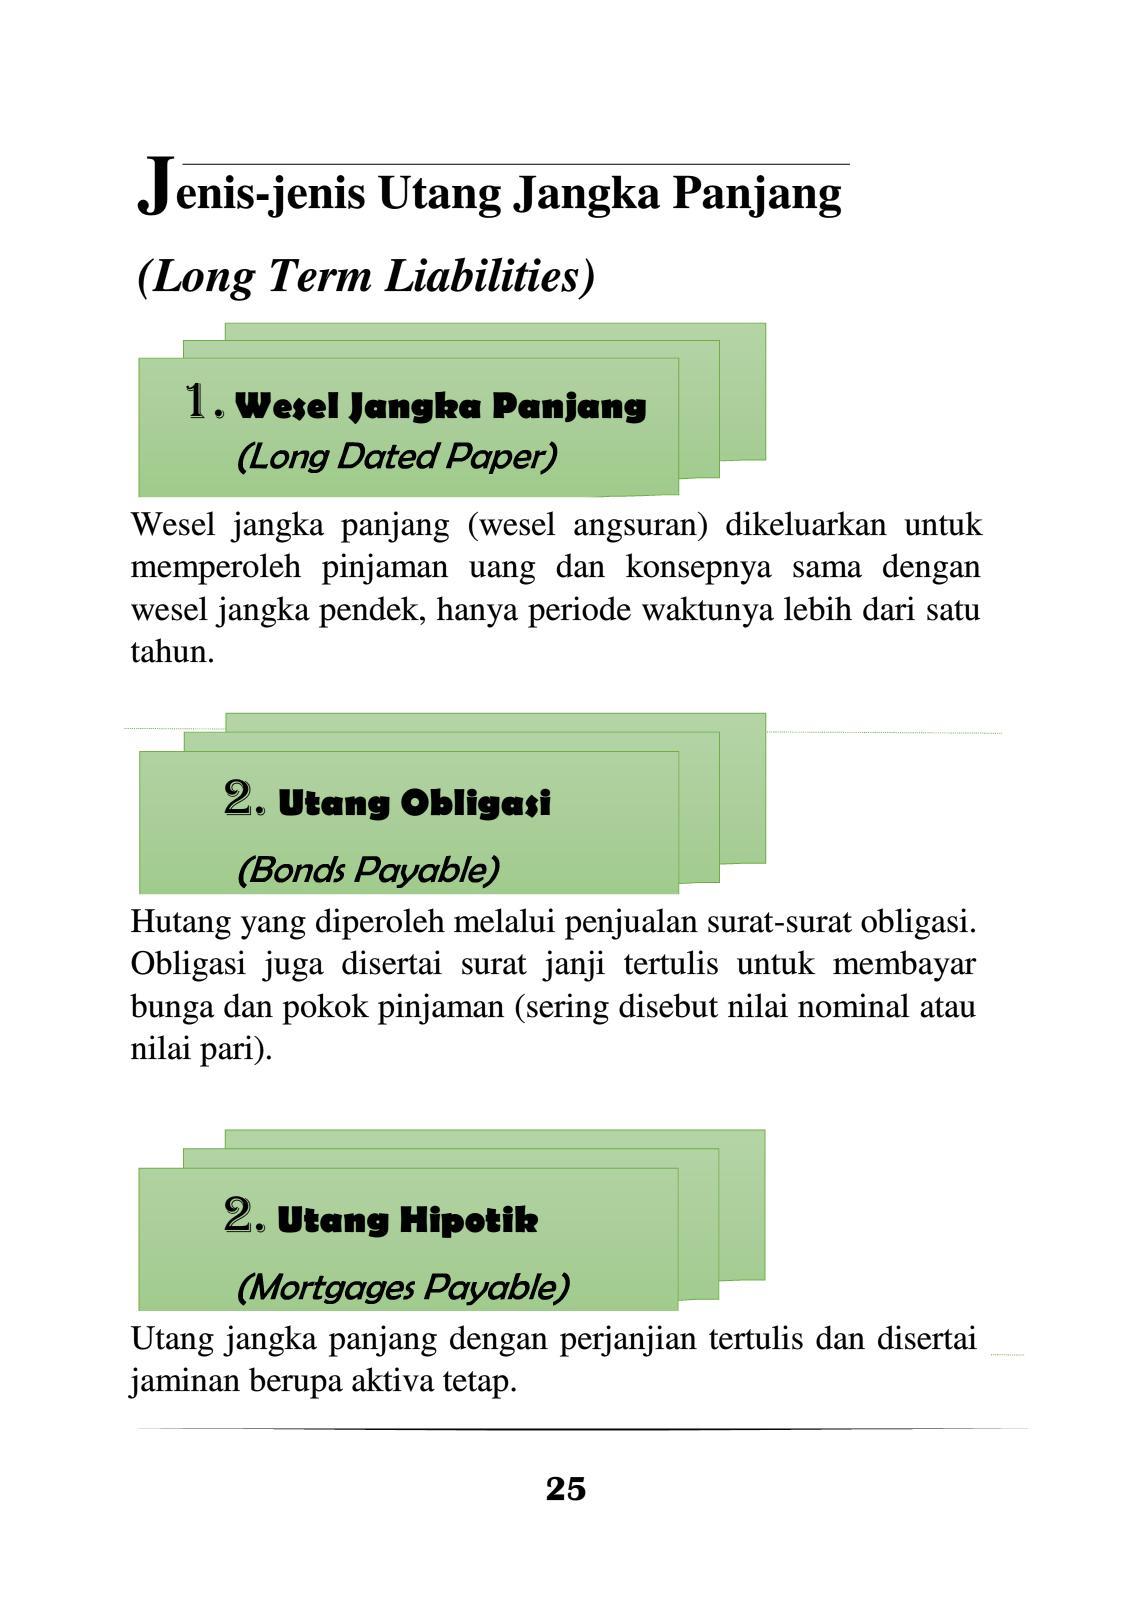 Jenis-jenis Utang Jangka Panjang
(Long Term Liabilities)
1. Wesel Jangka Panjang
(Long Dated Paper)
Wesel jangka panjang (wesel angsuran) dikeluarkan untuk
memperoleh pinjaman uang dan konsepnya sama dengan
wesel jangka pendek, hanya periode waktunya lebih dari satu
tahun.
2. Utang Obligasi
(Bonds Payable)
Hutang yang diperoleh melalui penjualan surat-surat obligasi.
Obligasi juga disertai surat janji tertulis untuk membayar
bunga dan pokok pinjaman (sering disebut nilai nominal atau
nilai pari).
2. Utang Hipotik
(Mortgages Payable)
Utang jangka panjang dengan perjanjian tertulis dan disertai
jaminan berupa aktiva tetap.
25